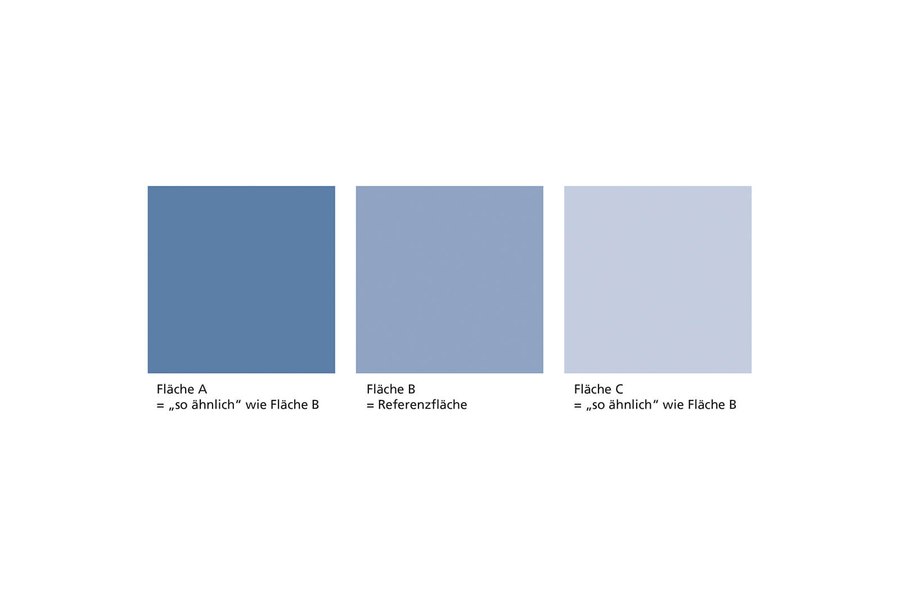 Fläche A
= „so ähnlich“ wie Fläche B
Fläche B
= Referenzfläche
Fläche C
= „so ähnlich“ wie Fläche B